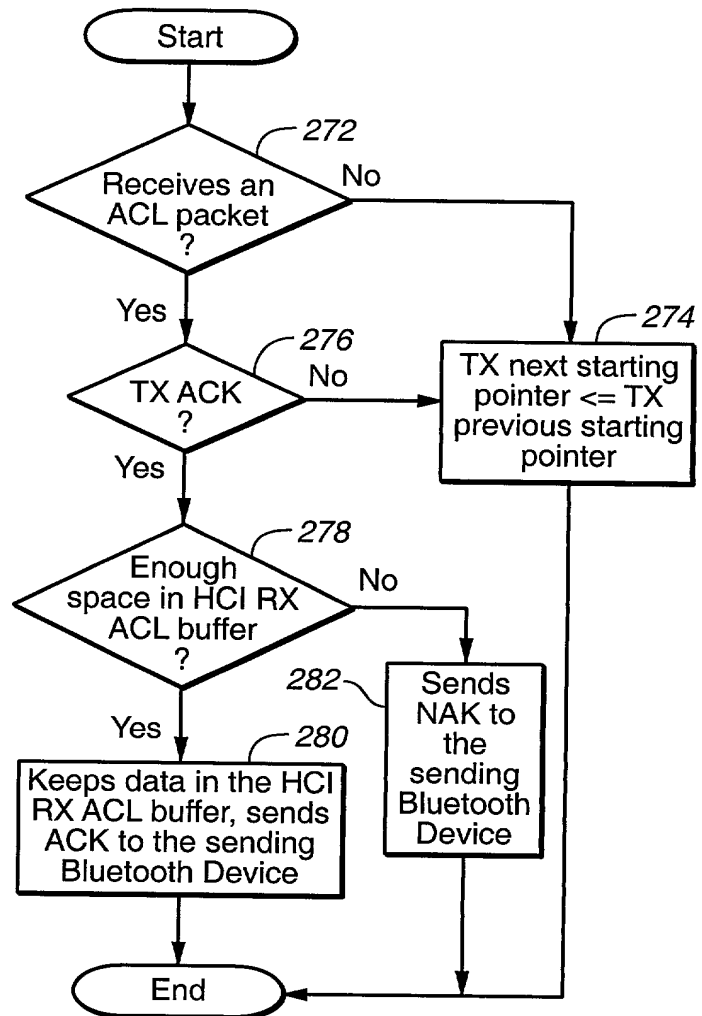 Start
272
Receives an
ACL packet
?
No
Yes
276
TX ACK
?
No
274
TX next starting
pointer <= TX
previous starting
pointer
Yes
278
Enough
space in HCI RX
ACL buffer
?
No
Yes
280
Keeps data in the HCI
RX ACL buffer, sends
ACK to the sending
Bluetooth Device
282
Sends
NAK to
the
sending
Bluetooth
Device
End